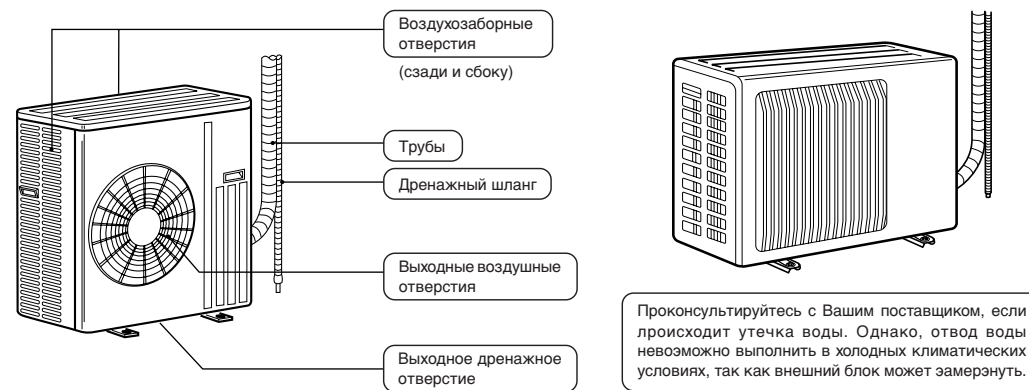 Воздухозаборные
отверстия
(сзади и сбоку)
Трубы
Дренажный шланг
Выходные воздушные
отверстия
Выходное дренажное
отверстие
Проконсультируйтесь с Вашим поставщиком, если
лроисходит утечка воды. Однако, отвод воды
невоэможно выполнить в холодных климатических
условиях, так как внешний блок может эамерэнуть.